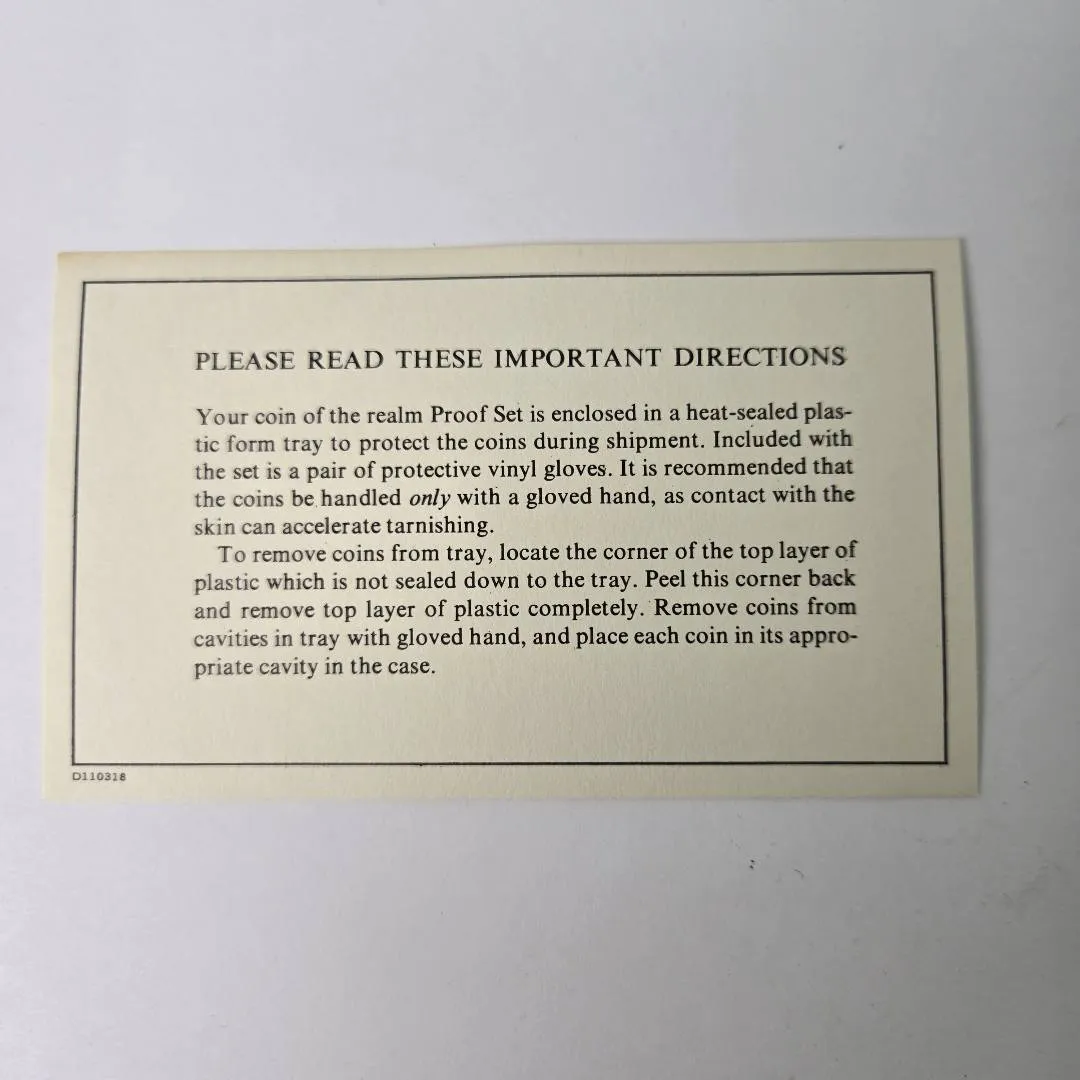 PLEASE READ THESE IMPORTANT DIRECTIONS
Your coin of the realm Proof Set is enclosed in a heat-sealed plas-
tic form tray to protect the coins during shipment. Included with
the set is a pair of protective vinyl gloves. It is recommended that
the coins be handled only with a gloved hand, as contact with the
skin can accelerate tarnishing.
To remove coins from tray, locate the corner of the top layer of
plastic which is not sealed down to the tray. Peel this corner back
and remove top layer of plastic completely. Remove coins from
cavities in tray with gloved hand, and place each coin in its appro-
priate cavity in the case.
D110318